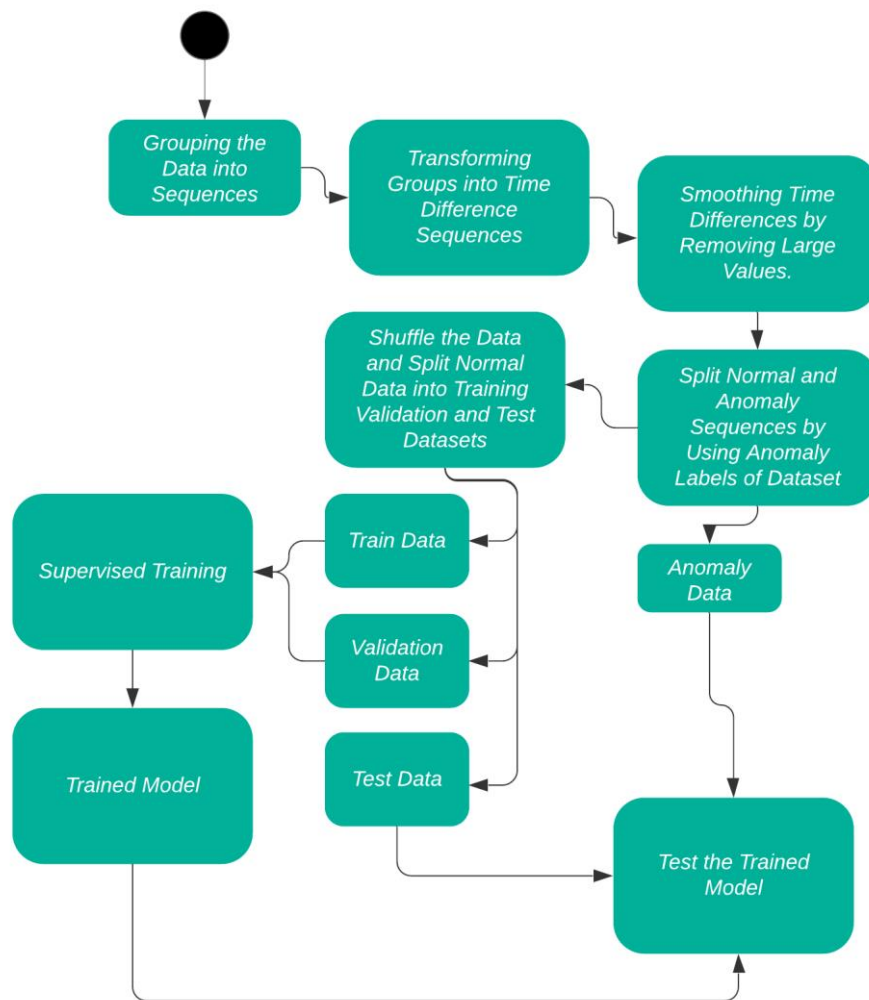 Grouping the
Data into
Sequences
Transforming
Groups into Time
Difference
Sequences
Smoothing Time
Differences by
Removing Large
Values.
Shuffle the Data
and Split Normal
Data into Training
Validation and Test
Datasets
Split Normal and
Anomaly
Sequences by
Using Anomaly
Labels of Dataset
Train Data
Supervised Training
Anomaly
Data
Validation
Data
Trained Model
Test Data
Test the Trained
Model